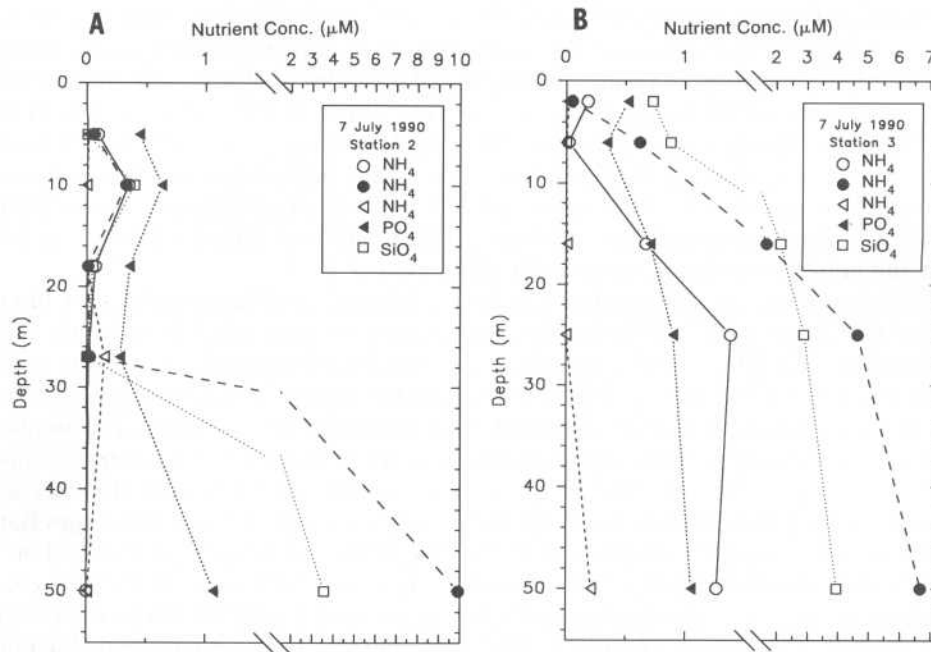 A
Nutrient Conc. (μM)
0 1 2 3 4 5 6 7 8 9 10
0
10
20
30
40
50
Depth (m)
7 July 1990
Station 2
NH4
NH4
NH4
PO4
SiO4
B
Nutrient Conc. (μM)
0 1 2 3 4 5 6 7
0
10
20
30
40
50
Depth (m)
7 July 1990
Station 3
NH4
NH4
NH4
PO4
SiO4